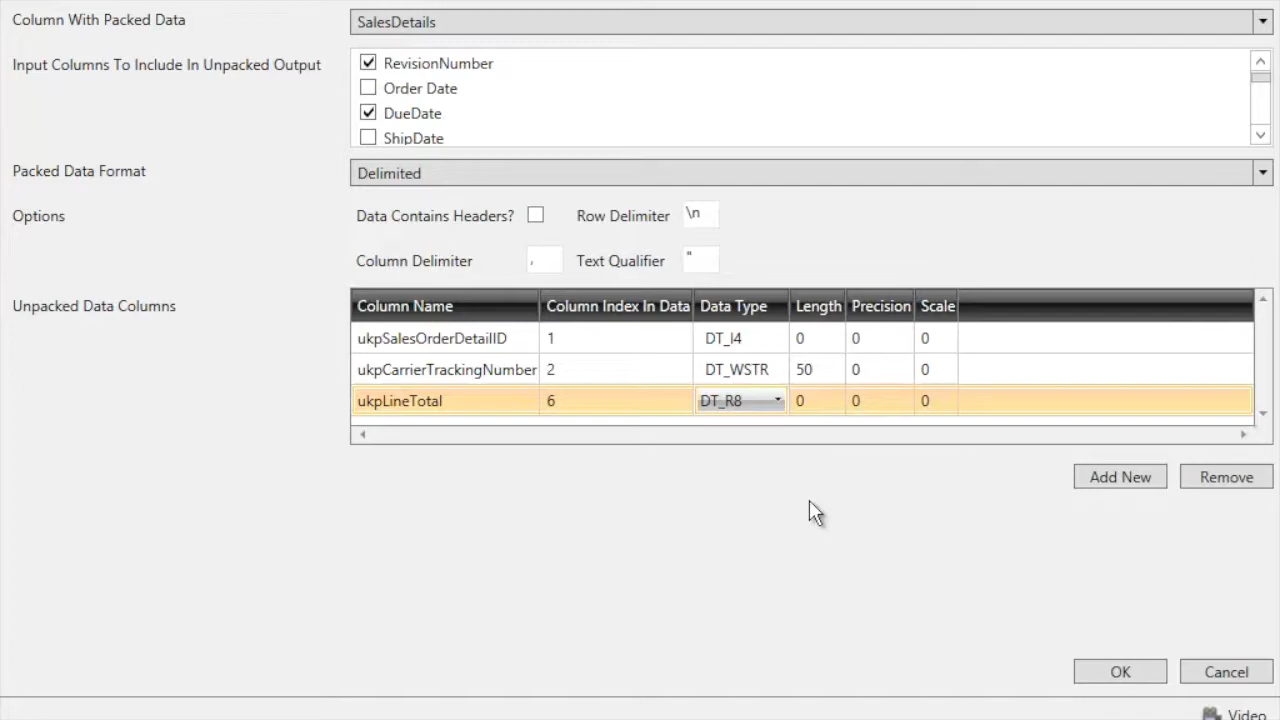 Column With Packed Data
SalesDetails
Input Columns To Include In Unpacked Output
RevisionNumber
Order Date
DueDate
ShipDate
Packed Data Format
Delimited
Options
Data Contains Headers?
Row Delimiter
\n
Column Delimiter
,
Text Qualifier
"
Unpacked Data Columns
Column Name Column Index In Data Data Type Length Precision Scale
ukpSalesOrderDetailID 1 DT_I4 0 0 0
ukpCarrierTrackingNumber 2 DT_WSTR 50 0 0
ukpLineTotal 6 DT_R8 0 0 0
Add New
Remove
OK
Cancel
Video